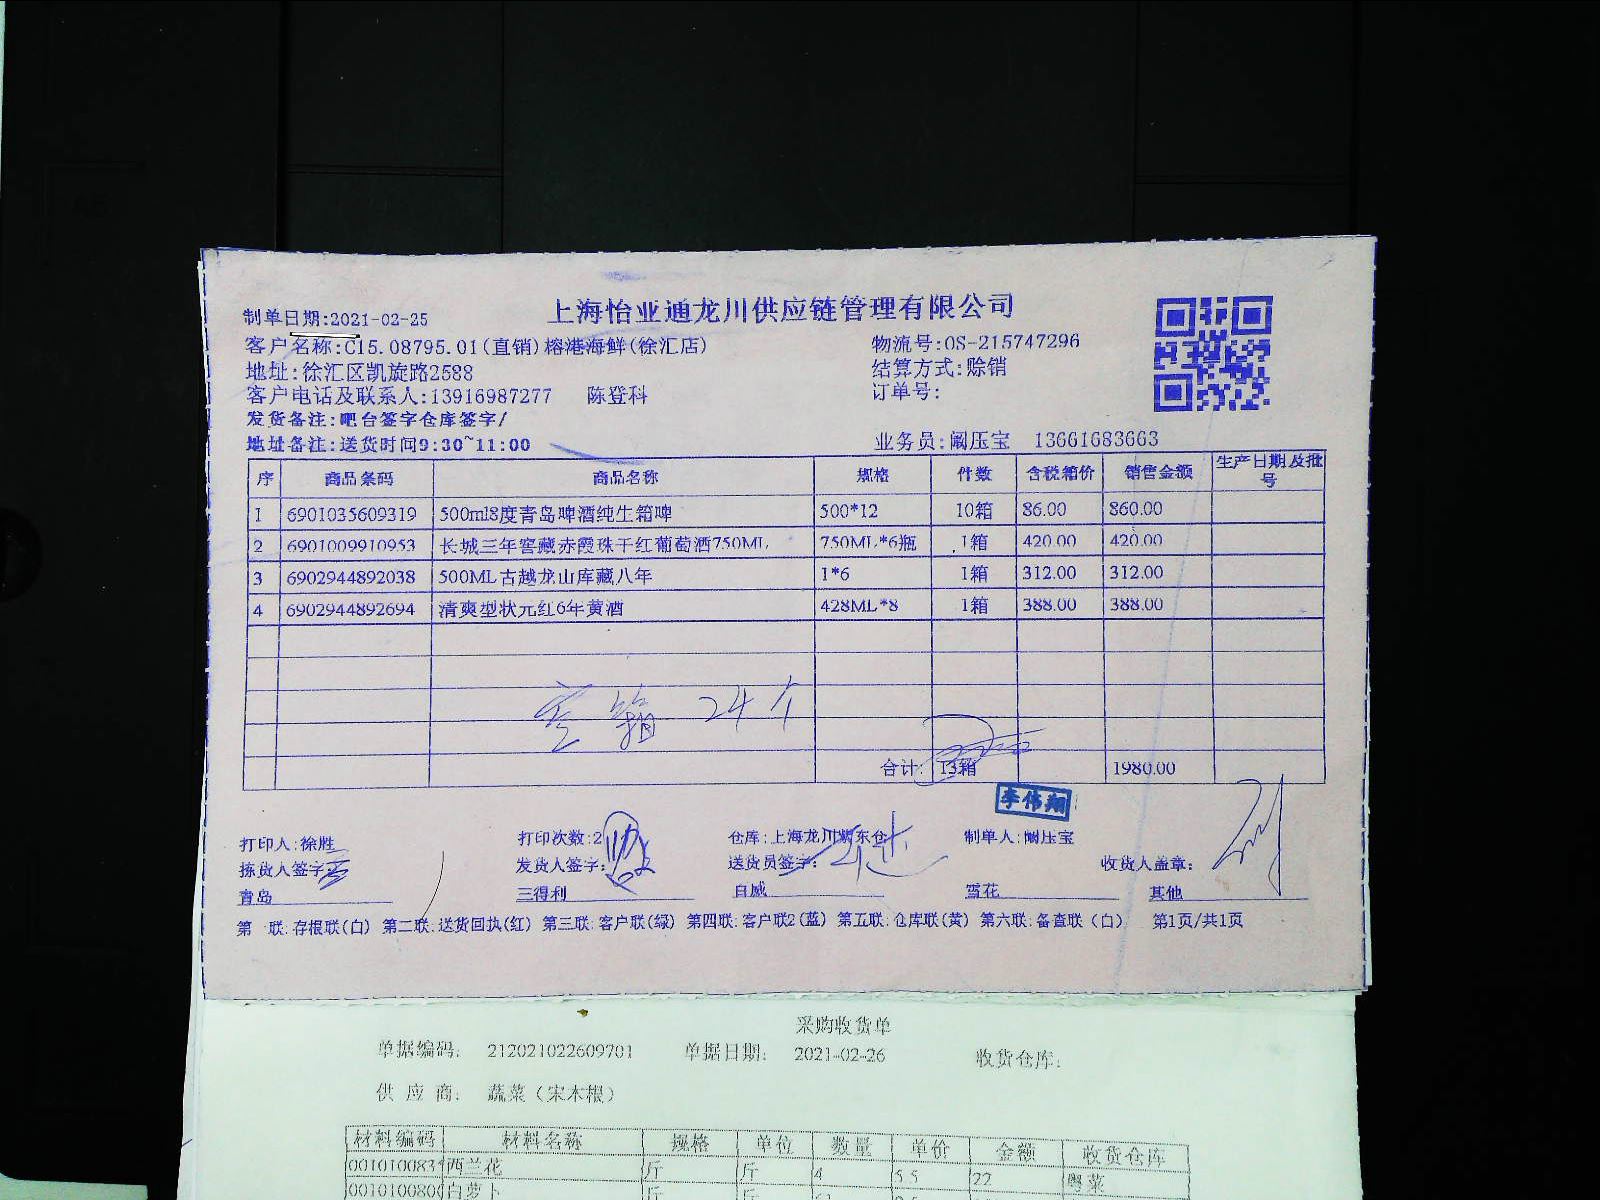 上海怡亚通龙川供应链管理有限公司
制单日期:2021-02-25
客户名称:C15.08795.01(直销)榕港海鲜(徐汇店) 物流号:OS-215747296
地址:徐汇区凯旋路2588 结算方式:赊销
客户电话及联系人:13916987277 陈登科 订单号:
发货备注:吧台签字仓库签字/
地址备注:送货时间9:30~11:00 业务员:阚压宝 13661683663
序 商品条码 商品名称 规格 件数 含税箱价 销售金额 生产日期及批号
1 6901035609319 500ml8度青岛啤酒纯生箱啤 500*12 10箱 86.00 860.00
2 6901009910953 长城三年窖藏赤霞珠干红葡萄酒750ML 750ML*6瓶 1箱 420.00 420.00
3 6902944892038 500ML古越龙山库藏八年 1*6 1箱 312.00 312.00
4 6902944892694 清爽型状元红6年黄酒 428ML*8 1箱 388.00 388.00
空箱 24个
合计: 13箱 1980.00
李伟翔
打印人:徐胜 打印次数:2 仓库:上海龙川紫东仓 制单人:阚压宝
拣货人签字: 发货人签字: 送货员签字: 收货人盖章:
青岛 三得利 百威 雪花 其他
第一联:存根联(白) 第二联:送货回执(红) 第三联:客户联(绿) 第四联:客户联2(蓝) 第五联:仓库联(黄) 第六联:备查联(白) 第1页/共1页
采购收货单
单据编码: 212021022609701 单据日期: 2021-02-26 收货仓库:
供应商: 蔬菜(宋木根)
材料编码 材料名称 规格 单位 数量 单价 金额 收货仓库
001010083 西兰花 斤 斤 4 5.5 22 粤菜
001010080 白萝卜 斤 斤